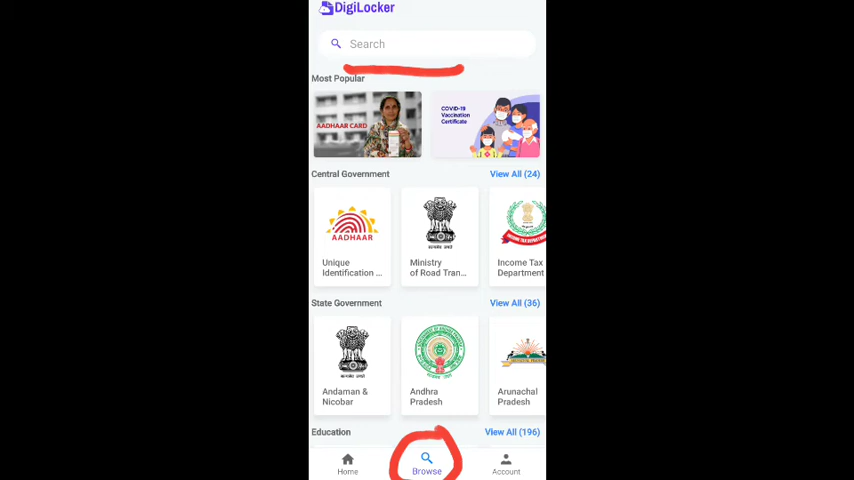 DigiLocker
Search
Most Popular
AADHAAR CARD
COVID-19
Vaccination
Certificate
Central Government View All (24)
AADHAAR
Unique
Identification ...
Ministry
of Road Tran...
Income Tax
Department
State Government View All (36)
Andaman &
Nicobar
Andhra
Pradesh
Arunachal
Pradesh
Education View All (196)
Home Browse Account